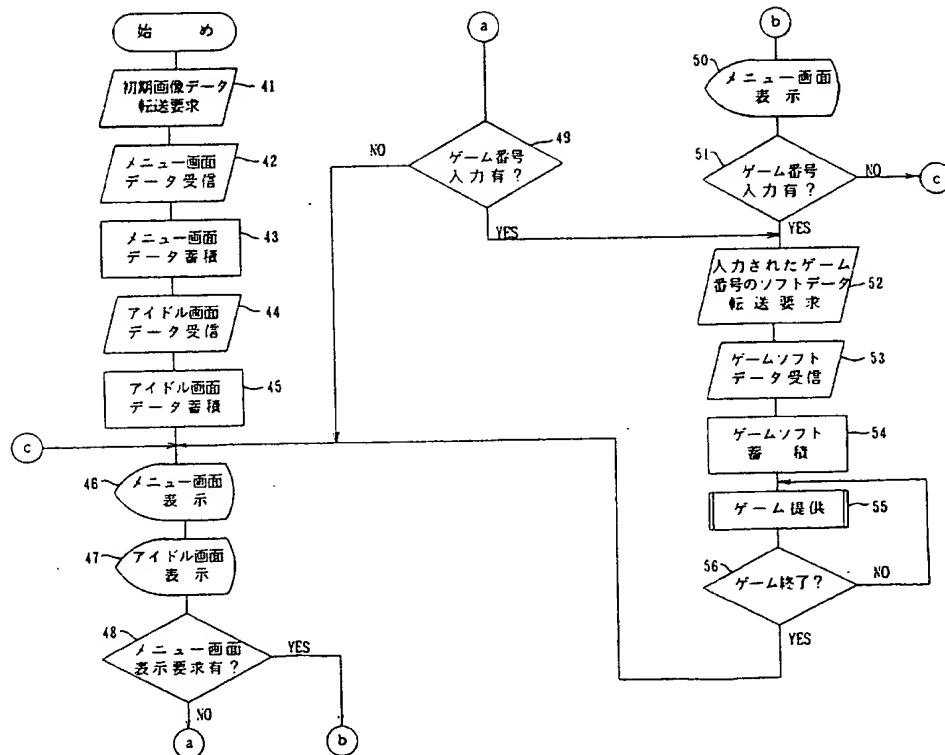 始 め
初期画像データ
転送要求
41
メニュー画面
データ受信
42
メニュー画面
データ蓄積
43
アイドル画面
データ受信
44
アイドル画面
データ蓄積
45
c
46
メニュー画面
表示
47
アイドル画面
表示
48
メニュー画面
表示要求有?
YES
NO
a
b
a
49
ゲーム番号
入力有?
NO
YES
b
50
メニュー画面
表示
51
ゲーム番号
入力有?
NO
c
YES
入力されたゲーム
番号のソフトデータ
転送要求
52
ゲームソフト
データ受信
53
ゲームソフト
蓄積
54
ゲーム提供
55
56
ゲーム終了?
NO
YES